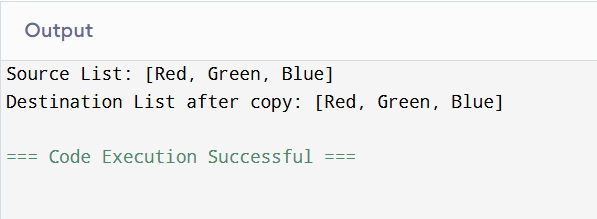 Output
Source List: [Red, Green, Blue]
Destination List after copy: [Red, Green, Blue]
=== Code Execution Successful ===